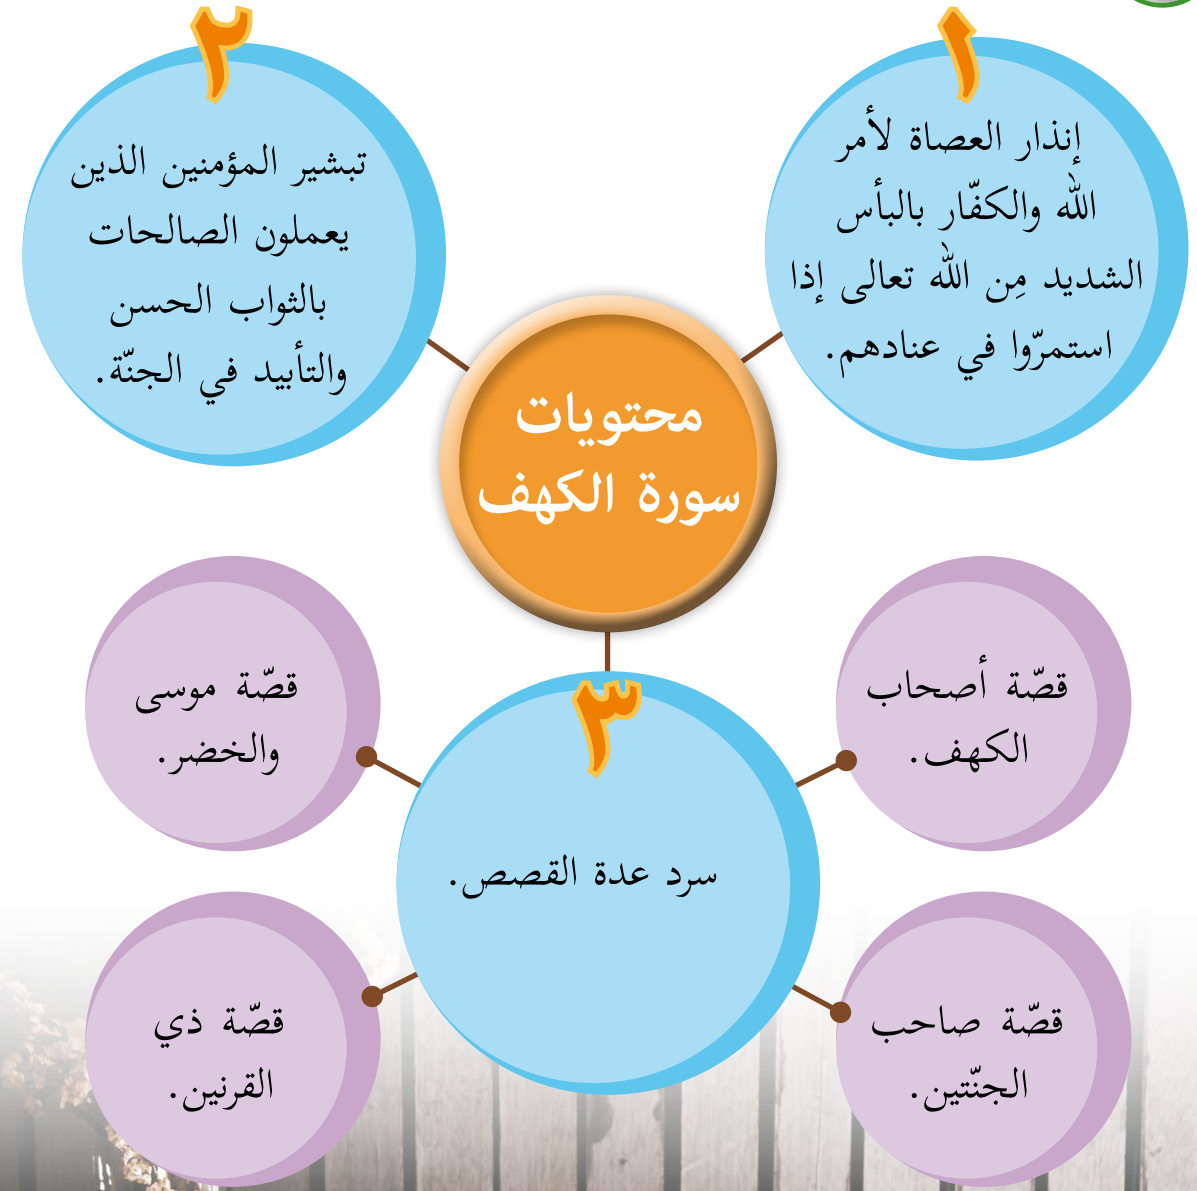 محتويات
سورة الكهف
١
إنذار العصاة لأمر
الله والكفّار بالبأس
الشديد مِن الله تعالى إذا
استمرّوا في عنادهم.
٢
تبشير المؤمنين الذين
يعملون الصالحات
بالثواب الحسن
والتأبيد في الجنّة.
٣
سرد عدة القصص.
قصّة أصحاب
الكهف.
قصّة صاحب
الجنّتين.
قصّة موسى
والخضر.
قصّة ذي
القرنين.